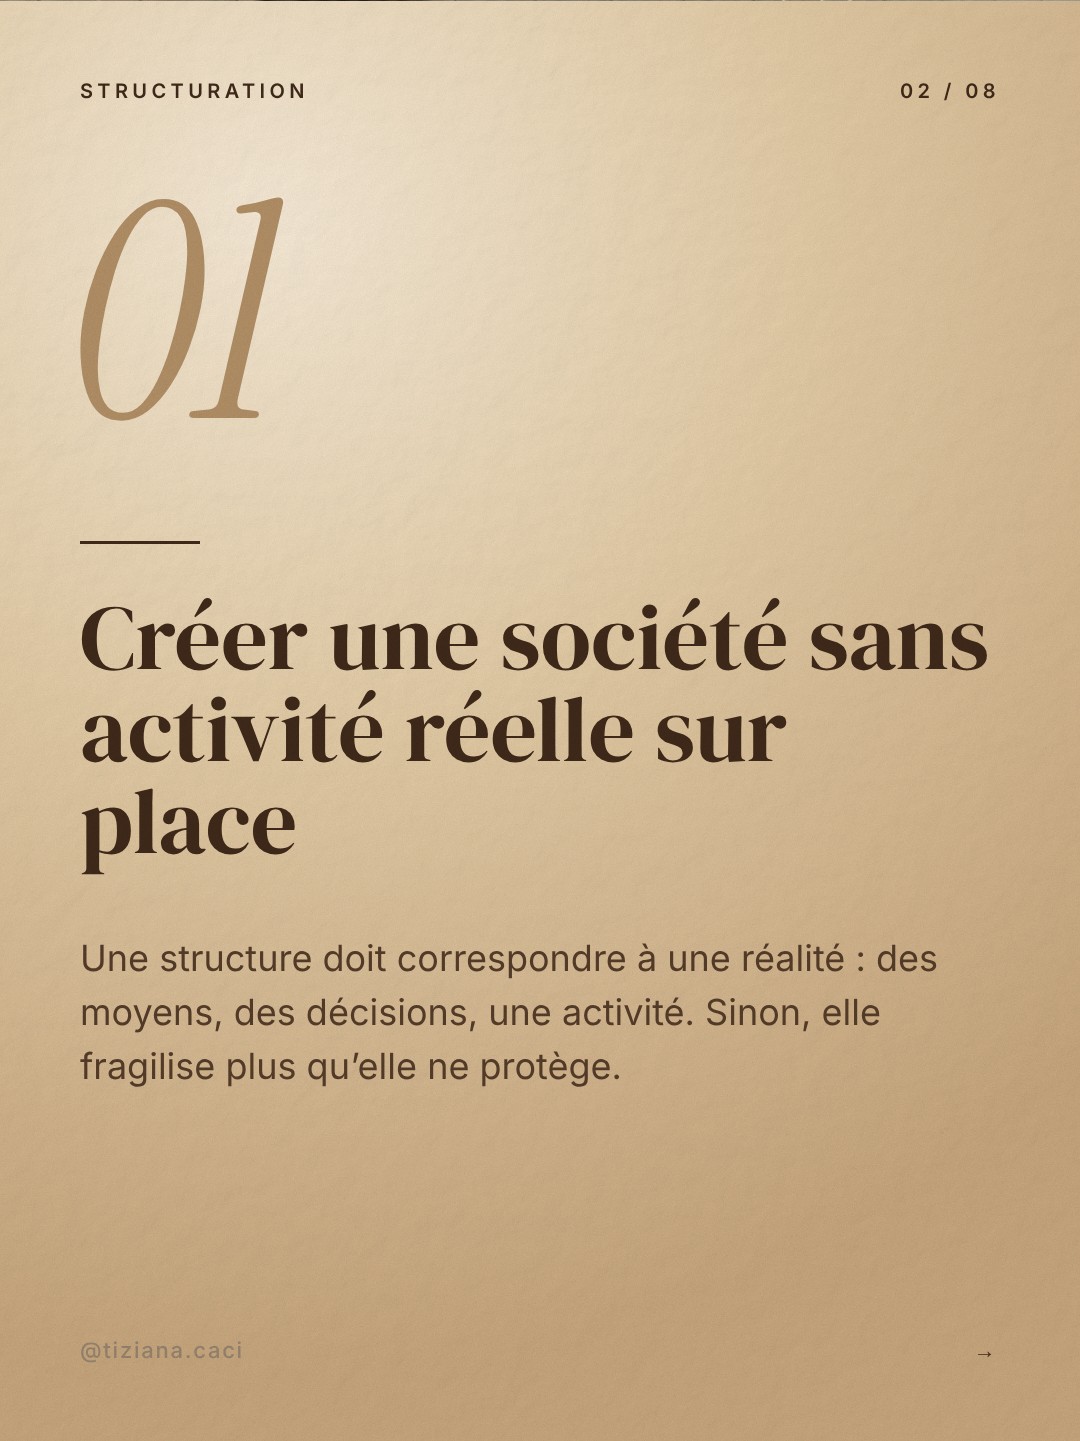 STRUCTURATION
02 / 08
01
Créer une société sans
activité réelle sur
place
Une structure doit correspondre à une réalité : des
moyens, des décisions, une activité. Sinon, elle
fragilise plus qu’elle ne protège.
@tiziana.caci
→